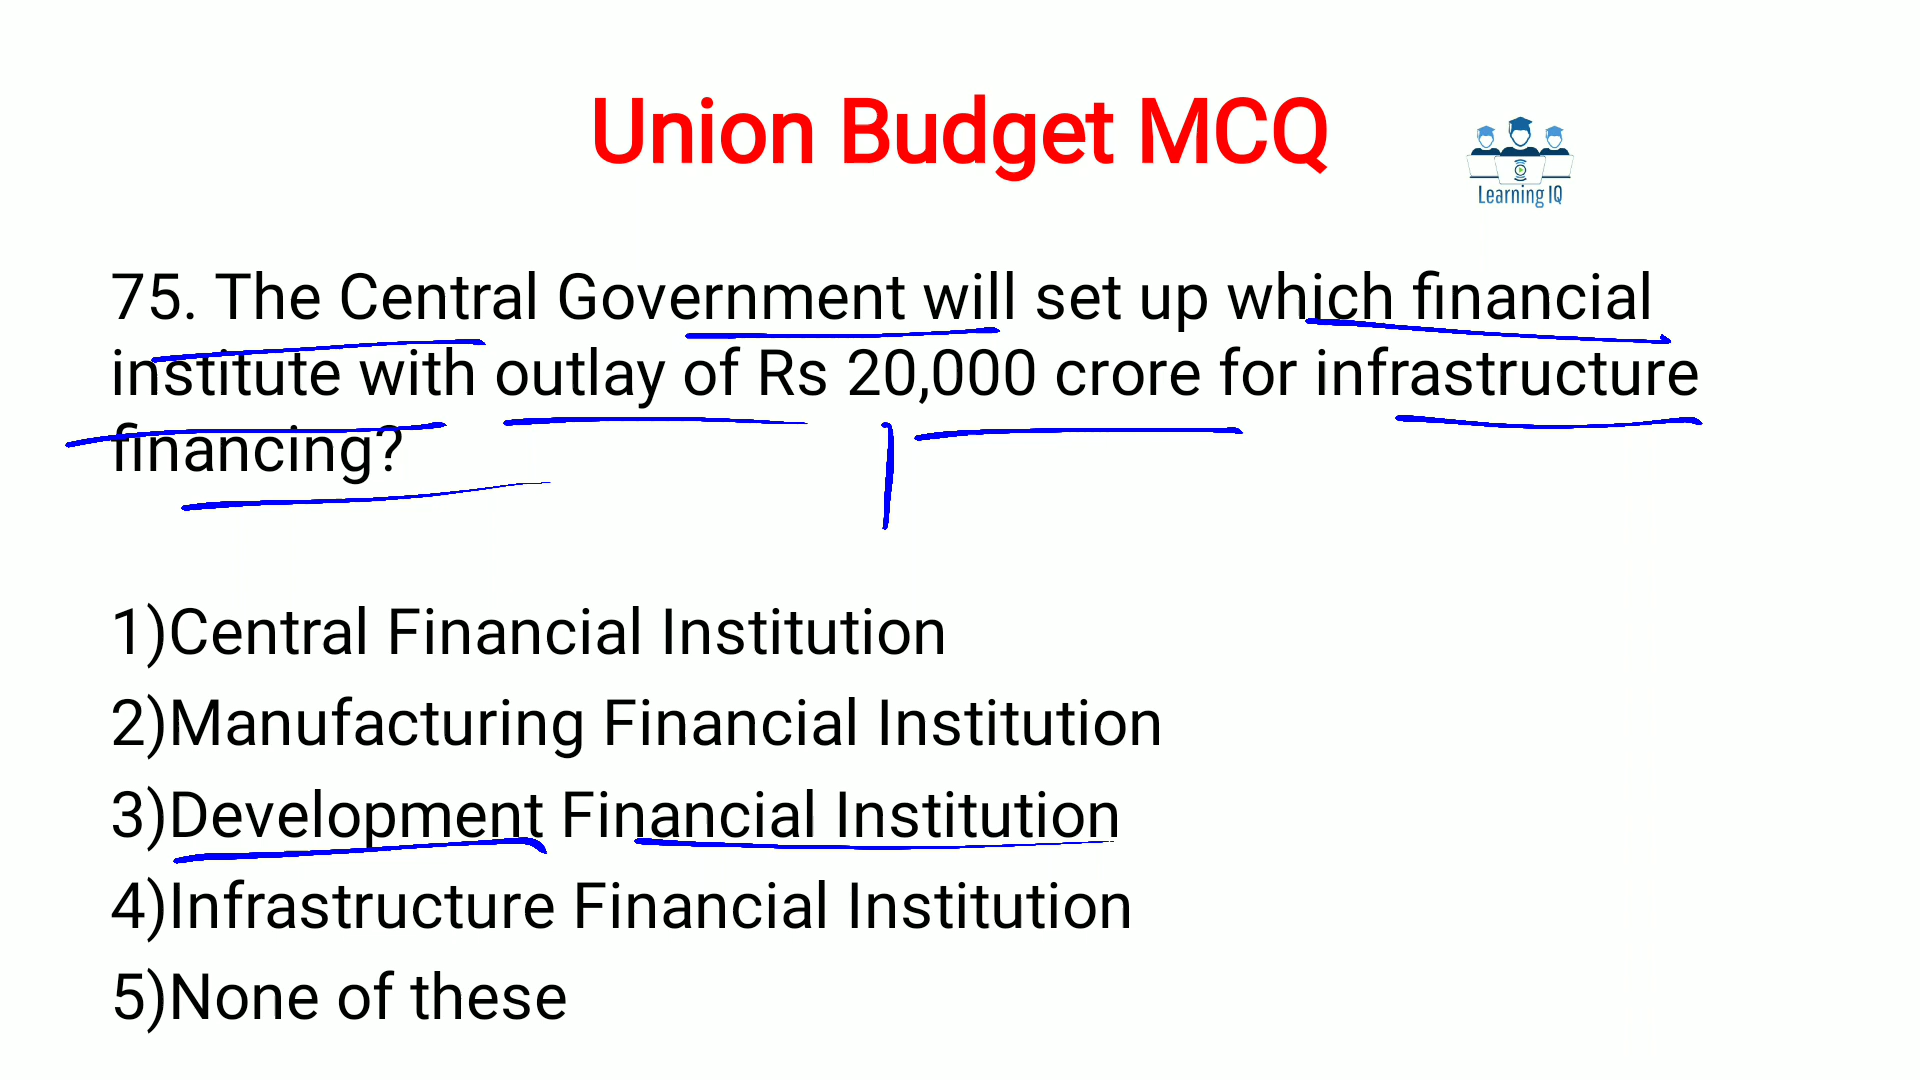 Union Budget MCQ
Learning IQ
75. The Central Government will set up which financial
institute with outlay of Rs 20,000 crore for infrastructure
financing?
1)Central Financial Institution
2)Manufacturing Financial Institution
3)Development Financial Institution
4)Infrastructure Financial Institution
5)None of these